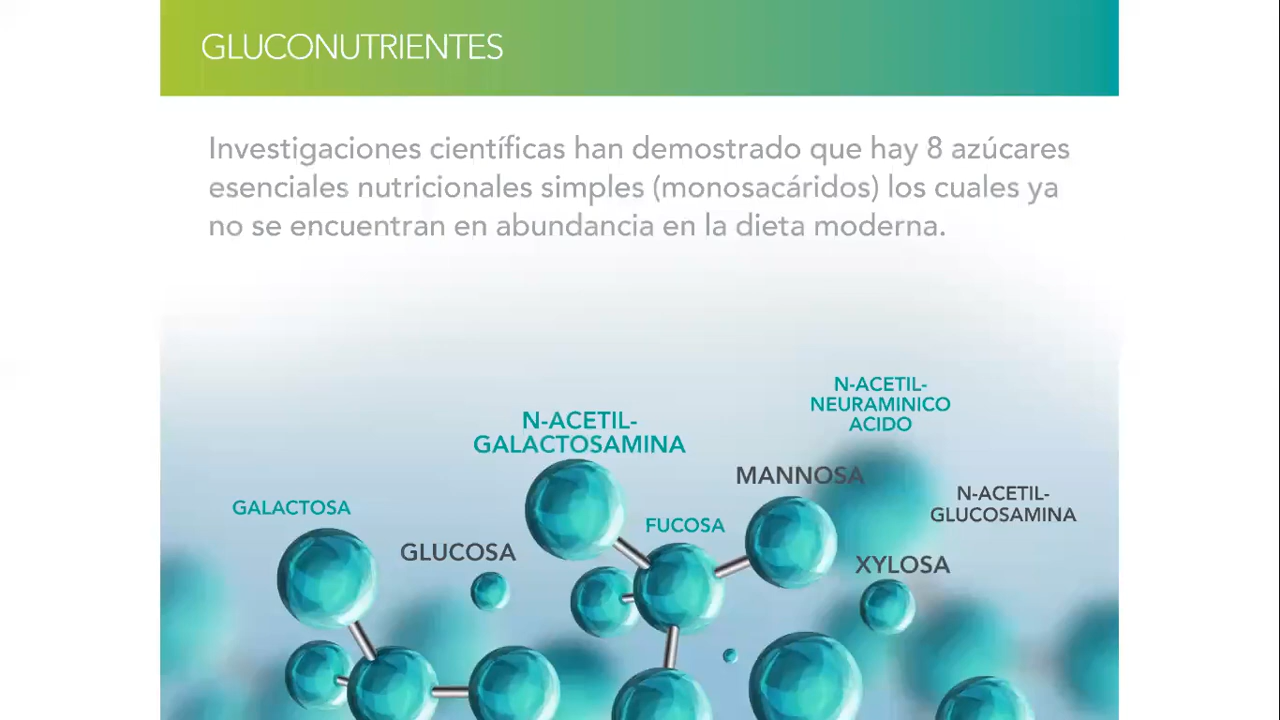 GLUCONUTRIENTES
Investigaciones científicas han demostrado que hay 8 azúcares
esenciales nutricionales simples (monosacáridos) los cuales ya
no se encuentran en abundancia en la dieta moderna.
N-ACETIL-
NEURAMINICO
ACIDO
N-ACETIL-
GALACTOSAMINA
MANNOSA
N-ACETIL-
GLUCOSAMINA
GALACTOSA
FUCOSA
GLUCOSA
XYLOSA